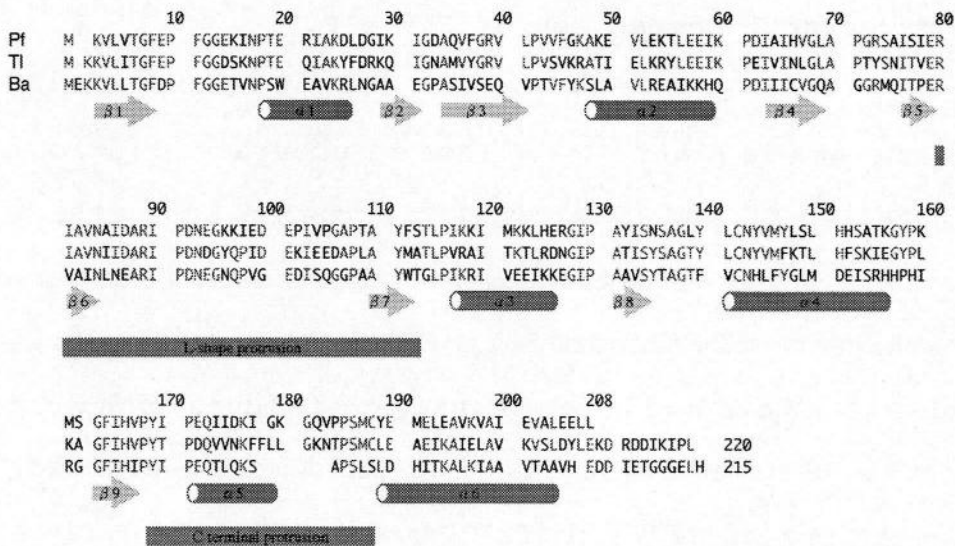 10 20 30 40 50 60 70 80
Pf M KVLVTGFEP FGGEKINPTE RIAKDLDGIK IGDAQVFGRV LPVVFGKAKE VLEKTLEEIK PDIAIHVGLA PGRSAISIER
Tl M KKVLITGFEP FGGDSKNPTE QIAKYFDRKQ IGNAMVYGRV LPVSVKRATI ELKRYLEEIK PEIVINLGLA PTYSNITVER
Ba MEKKVLLTGFDP FGGETVNPSW EAVKRLNGAA EGPASIVSEQ VPTVFYKSLA VLREAIKKHQ PDIIICVGQA GGRMQITPER
β1 α1 β2 β3 α2 β4 β5
90 100 110 120 130 140 150 160
IAVNAIDARI PDNEGKKIED EPIVPGAPTA YFSTLPIKKI MKKLHERGIP AYISNSAGLY LCNYVMYLSL HHSATKGYPK
IAVNIIDARI PDNDGYQPID EKIEEDAPLA YMATLPVRAI TKTLRDNGIP ATISYSAGTY LCNYVMFKTL HFSKIEGYPL
VAINLNEARI PDNEGNQPVG EDISQGGPAA YWTGLPIKRI VEEIKKEGIP AAVSYTAGTF VCNHLFYGLM DEISRHHPHI
β6 β7 α3 β8 α4
L-shape protrusion
170 180 190 200 208
MS GFIHVPYI PEQIIDKI GK GQVPPSMCYE MELEAVKVAI EVALEELL
KA GFIHVPYT PDQVVNKFFLL GKNTPSMCLE AEIKAIELAV KVSLDYLEKD RDDIKIPL 220
RG GFIHIPYI PEQTLQKS APSLSLD HITKALKIAA VTAAVH EDD IETGGGELH 215
β9 α5 α6
C terminal protrusion